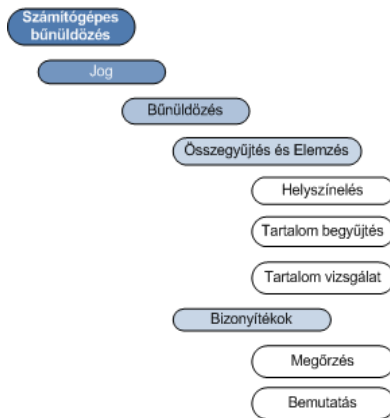 Számítógépes
bűnüldözés
Jog
Bűnüldözés
Összegyűjtés és Elemzés
Helyszínelés
Tartalom begyűjtés
Tartalom vizsgálat
Bizonyítékok
Megőrzés
Bemutatás